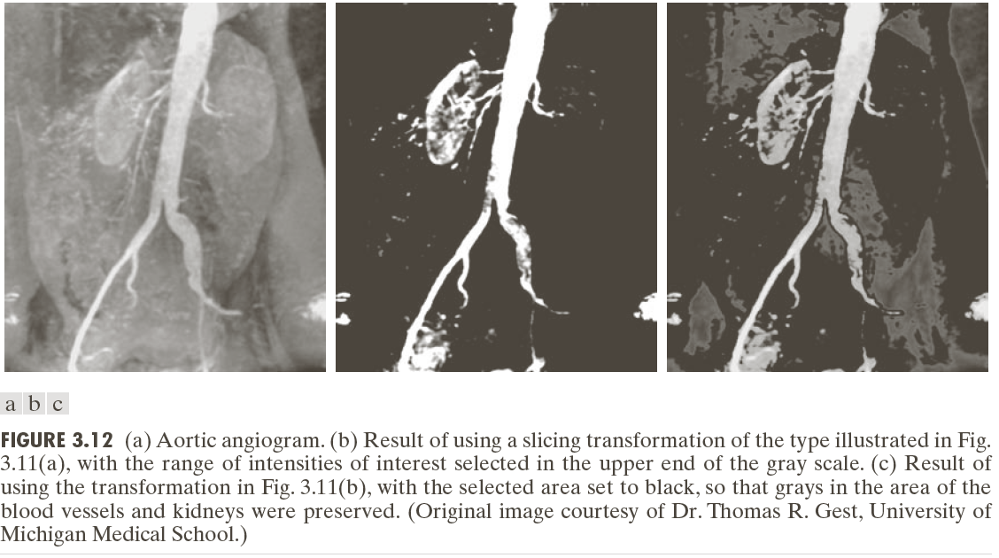 a b c
FIGURE 3.12 (a) Aortic angiogram. (b) Result of using a slicing transformation of the type illustrated in Fig.
3.11(a), with the range of intensities of interest selected in the upper end of the gray scale. (c) Result of
using the transformation in Fig. 3.11(b), with the selected area set to black, so that grays in the area of the
blood vessels and kidneys were preserved. (Original image courtesy of Dr. Thomas R. Gest, University of
Michigan Medical School.)